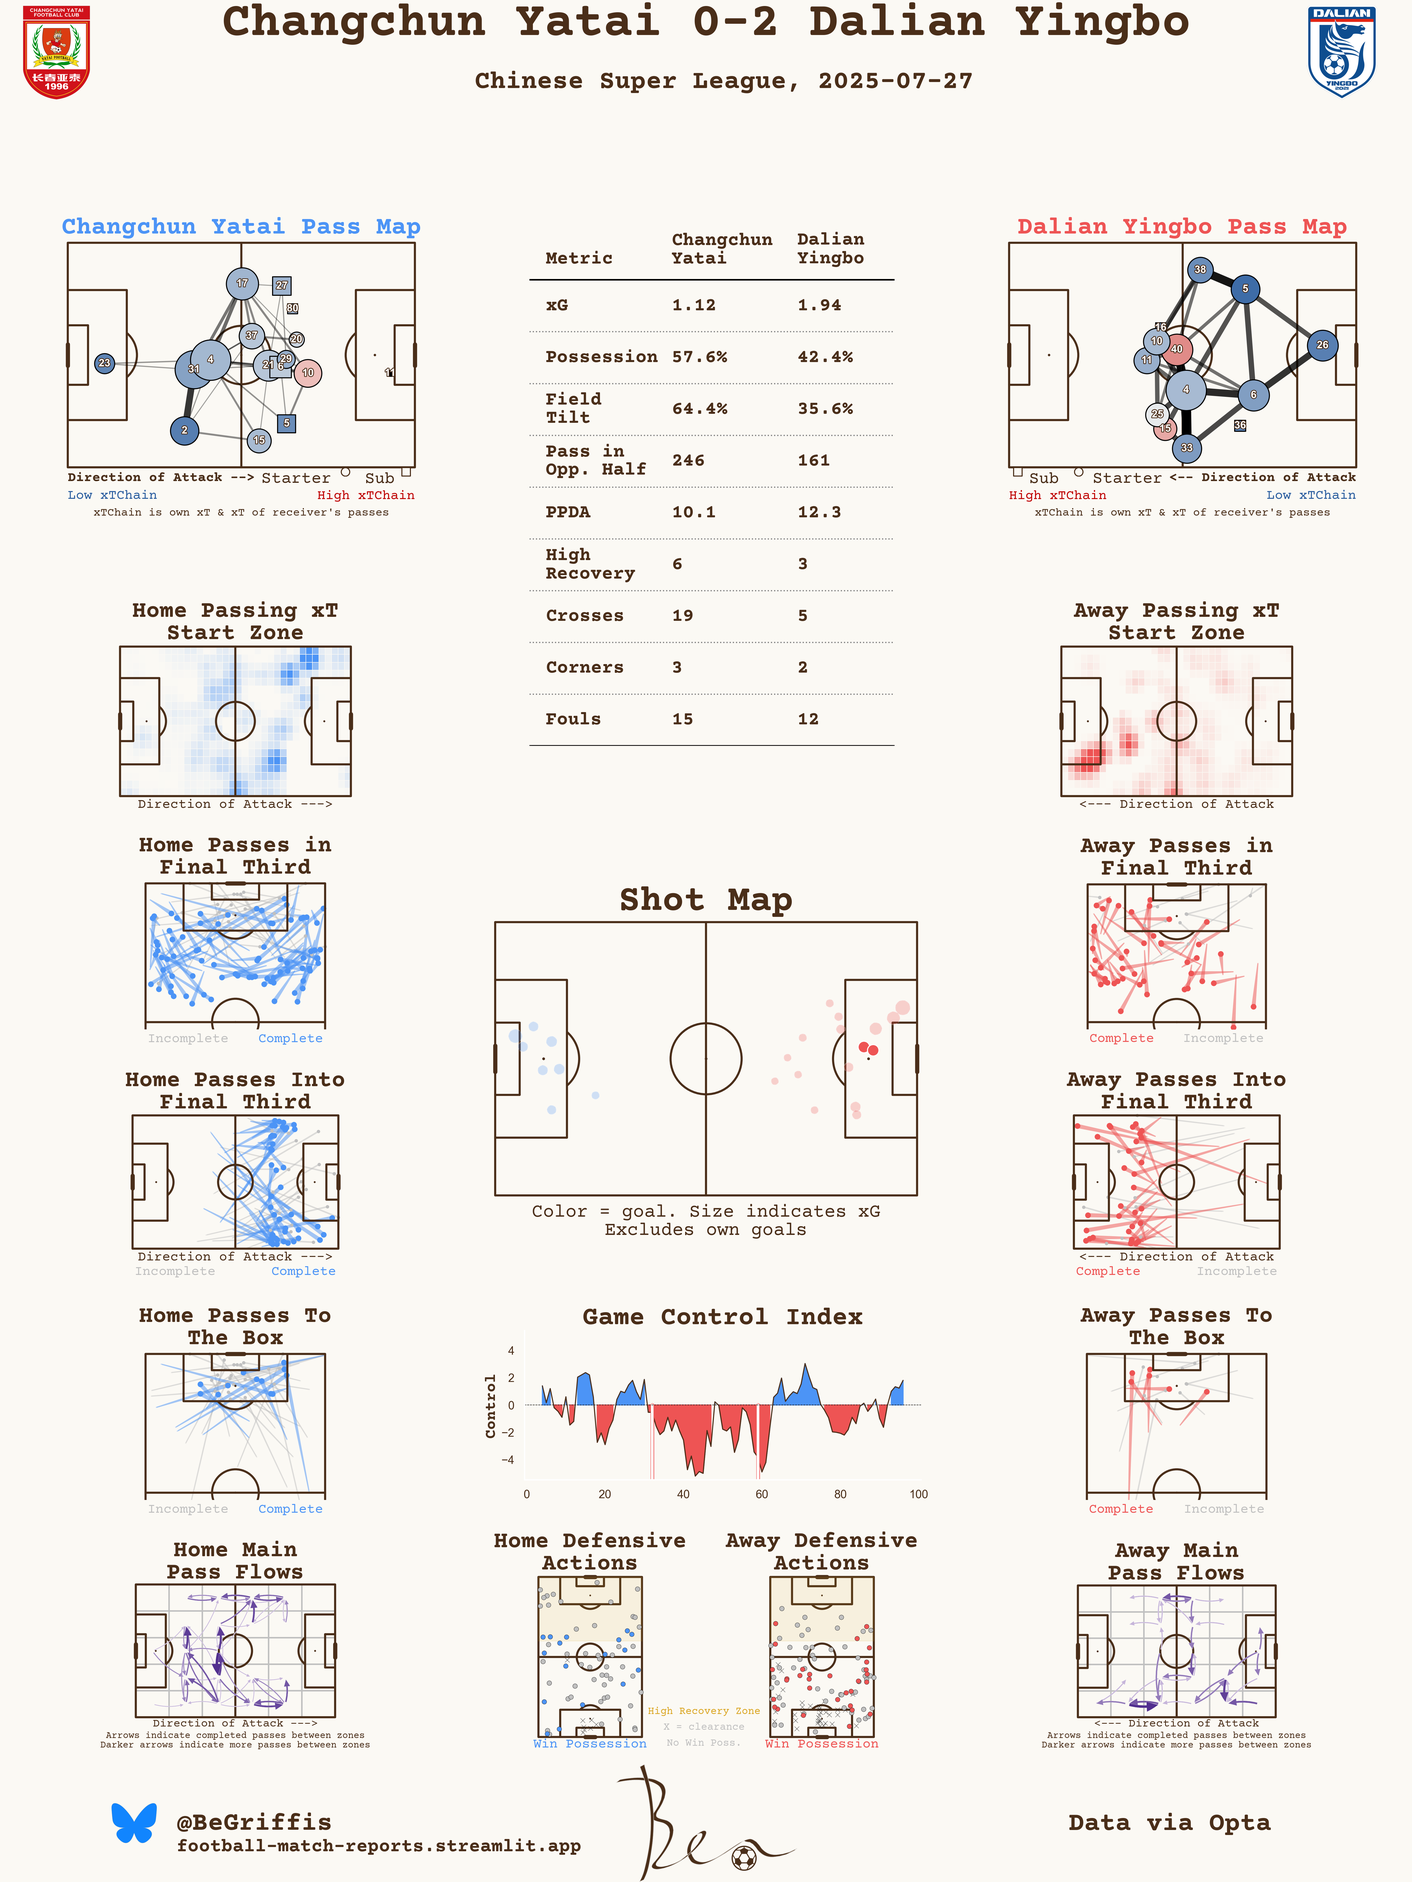 Changchun Yatai 0-2 Dalian Yingbo
Chinese Super League, 2025-07-27
CHANGCHUN YATAI
FOOTBALL CLUB
长春亚泰
1996
DALIAN
YINGBO
Changchun Yatai Pass Map
17
27
80
37
20
23
31
4
21
6
29
10
2
5
15
Direction of Attack --> Starter Sub
Low xTChain High xTChain
xTChain is own xT & xT of receiver's passes
Metric Changchun Yatai Dalian Yingbo
xG 1.12 1.94
Possession 57.6% 42.4%
Field Tilt 64.4% 35.6%
Pass in Opp. Half 246 161
PPDA 10.1 12.3
High Recovery 6 3
Crosses 19 5
Corners 3 2
Fouls 15 12
Dalian Yingbo Pass Map
38
5
16
10
40
11
26
4
6
25
15
36
33
Sub Starter <-- Direction of Attack
High xTChain Low xTChain
xTChain is own xT & xT of receiver's passes
Home Passing xT
Start Zone
Direction of Attack --->
Away Passing xT
Start Zone
<--- Direction of Attack
Home Passes in
Final Third
Incomplete Complete
Away Passes in
Final Third
Complete Incomplete
Shot Map
Color = goal. Size indicates xG
Excludes own goals
Home Passes Into
Final Third
Direction of Attack --->
Incomplete Complete
Away Passes Into
Final Third
<--- Direction of Attack
Complete Incomplete
Home Passes To
The Box
Incomplete Complete
Game Control Index
Control
4
2
0
−2
−4
0 20 40 60 80 100
Away Passes To
The Box
Complete Incomplete
Home Main
Pass Flows
Direction of Attack --->
Arrows indicate completed passes between zones
Darker arrows indicate more passes between zones
Home Defensive
Actions
Win Possession
High Recovery Zone
X = clearance
No Win Poss.
Away Defensive
Actions
Win Possession
Away Main
Pass Flows
<--- Direction of Attack
Arrows indicate completed passes between zones
Darker arrows indicate more passes between zones
@BeGriffis
football-match-reports.streamlit.app
Ben
Data via Opta